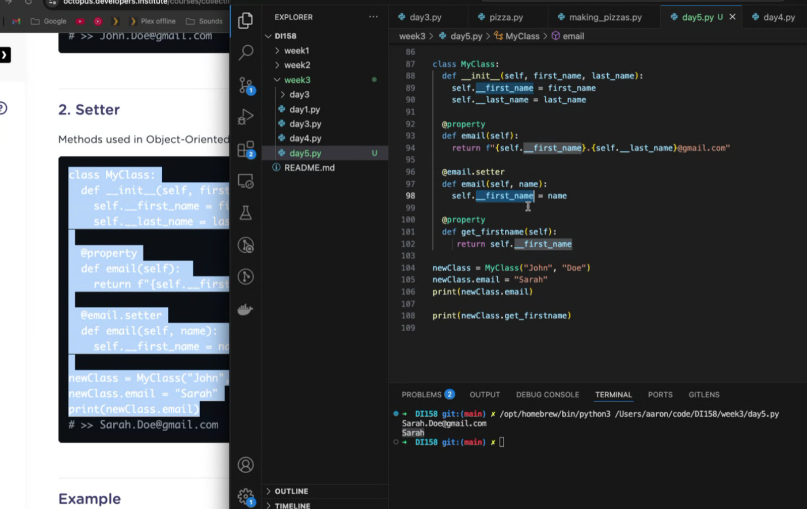 octopus.developers.institute/courses/collecti
Google
Plex offline
Sounds
# >> John.Doe@gmail.com
2. Setter
Methods used in Object-Oriented
class MyClass:
def __init__(self, first
self.__first_name = fi
self.__last_name = las
@property
def email(self):
return f"{self.__first
@email.setter
def email(self, name):
self.__first_name = na
newClass = MyClass("John"
newClass.email = "Sarah"
print(newClass.email)
# >> Sarah.Doe@gmail.com
Example
EXPLORER ...
DI158
week1
week2
week3
day3
day1.py
day3.py
day4.py
day5.py U
README.md
OUTLINE
TIMELINE
1
2
1
day3.py
pizza.py
making_pizzas.py
day5.py U
day4.py
week3 > day5.py > MyClass > email
86
87 class MyClass:
88 def __init__(self, first_name, last_name):
89 self.__first_name = first_name
90 self.__last_name = last_name
91
92 @property
93 def email(self):
94 return f"{self.__first_name}.{self.__last_name}@gmail.com"
95
96 @email.setter
97 def email(self, name):
98 self.__first_name = name
99
100 @property
101 def get_firstname(self):
102 return self.__first_name
103
104 newClass = MyClass("John", "Doe")
105 newClass.email = "Sarah"
106 print(newClass.email)
107
108 print(newClass.get_firstname)
109
PROBLEMS 2 OUTPUT DEBUG CONSOLE TERMINAL PORTS GITLENS
➜ DI158 git:(main) ✗ /opt/homebrew/bin/python3 /Users/aaron/code/DI158/week3/day5.py
Sarah.Doe@gmail.com
Sarah
➜ DI158 git:(main) ✗